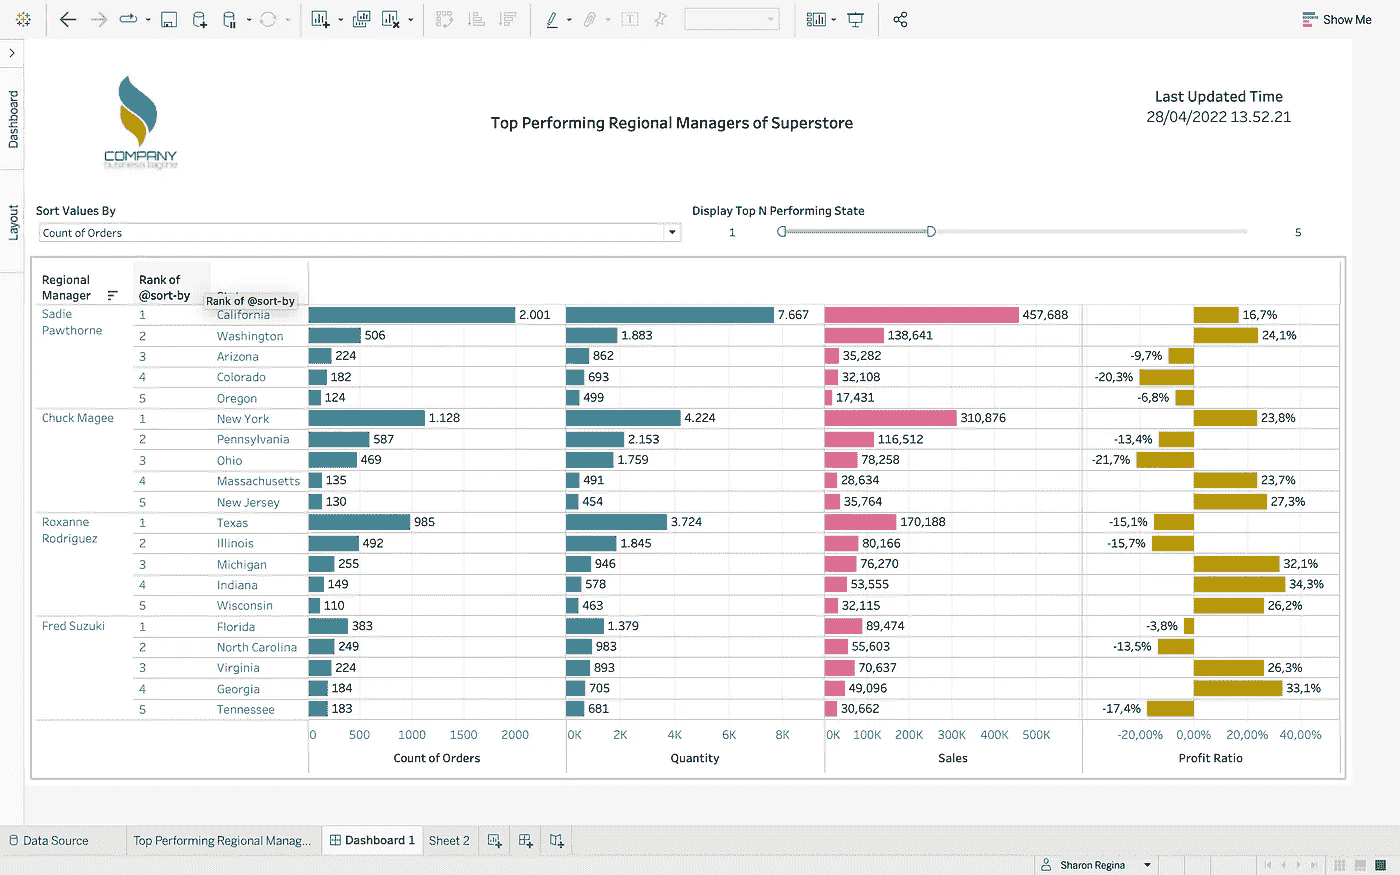 Show Me
Dashboard
Layout
COMPANY
Top Performing Regional Managers of Superstore
Last Updated Time
28/04/2022 13.52.21
Sort Values By
Count of Orders
Display Top N Performing State
1 5
Regional Manager Rank of @sort-by
Rank of @sort-by
Sadie Pawthorne 1 California 2.001 7.667 457,688 16,7%
2 Washington 506 1.883 138,641 24,1%
3 Arizona 224 862 35,282 -9,7%
4 Colorado 182 693 32,108 -20,3%
5 Oregon 124 499 17,431 -6,8%
Chuck Magee 1 New York 1.128 4.224 310,876 23,8%
2 Pennsylvania 587 2.153 116,512 -13,4%
3 Ohio 469 1.759 78,258 -21,7%
4 Massachusetts 135 491 28,634 23,7%
5 New Jersey 130 454 35,764 27,3%
Roxanne Rodriguez 1 Texas 985 3.724 170,188 -15,1%
2 Illinois 492 1.845 80,166 -15,7%
3 Michigan 255 946 76,270 32,1%
4 Indiana 149 578 53,555 34,3%
5 Wisconsin 110 463 32,115 26,2%
Fred Suzuki 1 Florida 383 1.379 89,474 -3,8%
2 North Carolina 249 983 55,603 -13,5%
3 Virginia 224 893 70,637 26,3%
4 Georgia 184 705 49,096 33,1%
5 Tennessee 183 681 30,662 -17,4%
0 500 1000 1500 2000 0K 2K 4K 6K 8K 0K 100K 200K 300K 400K 500K -20,00% 0,00% 20,00% 40,00%
Count of Orders Quantity Sales Profit Ratio
Data Source Top Performing Regional Manag... Dashboard 1 Sheet 2
Sharon Regina